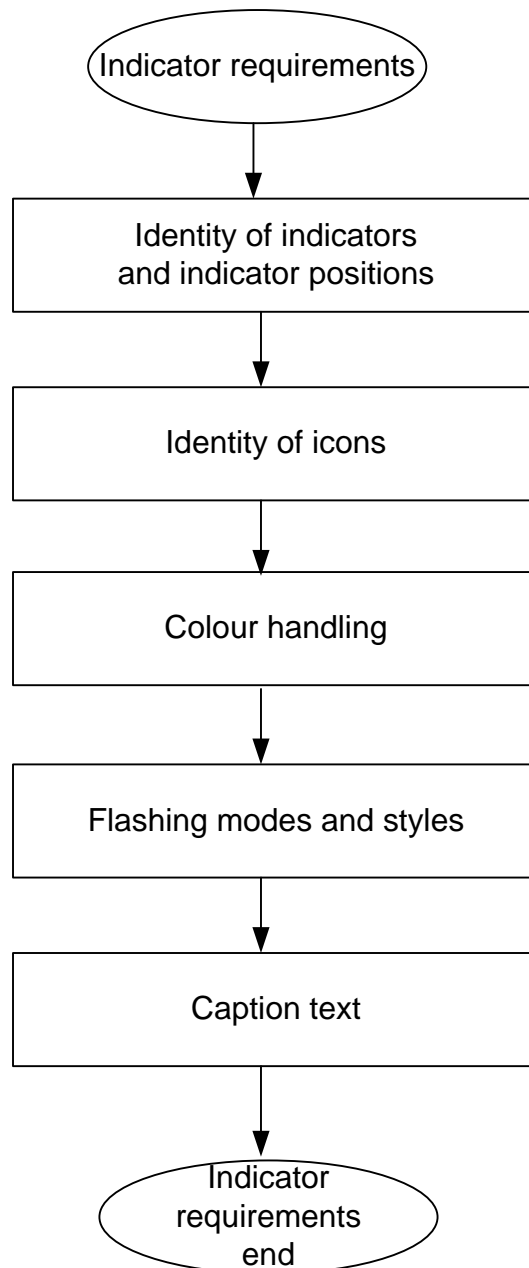 Indicator requirements
Identity of indicators
and indicator positions
Identity of icons
Colour handling
Flashing modes and styles
Caption text
Indicator
requirements
end